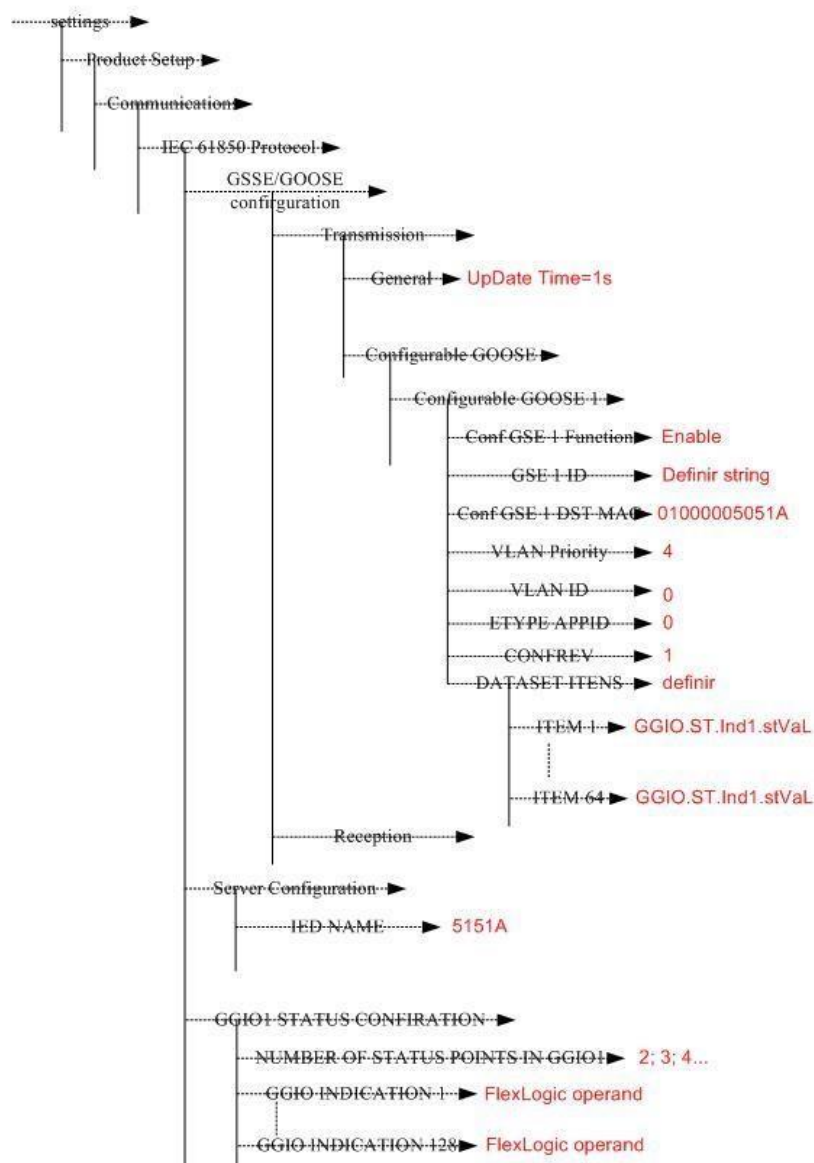 settings
Product Setup
Communications
IEC 61850 Protocol
GSSE/GOOSE
confirguration
Transmission
General UpDate Time=1s
Configurable GOOSE
Configurable GOOSE 1
Conf GSE 1 Function Enable
GSE 1 ID Definir string
Conf GSE 1 DST MAC 01000005051A
VLAN Priority 4
VLAN ID 0
ETYPE APPID 0
CONFREV 1
DATASET ITENS definir
ITEM 1 GGIO.ST.Ind1.stVaL
ITEM 64 GGIO.ST.Ind1.stVaL
Reception
Server Configuration
IED NAME 5151A
GGIO1 STATUS CONFIRATION
NUMBER OF STATUS POINTS IN GGIO1 2; 3; 4...
GGIO INDICATION 1 FlexLogic operand
GGIO INDICATION 128 FlexLogic operand